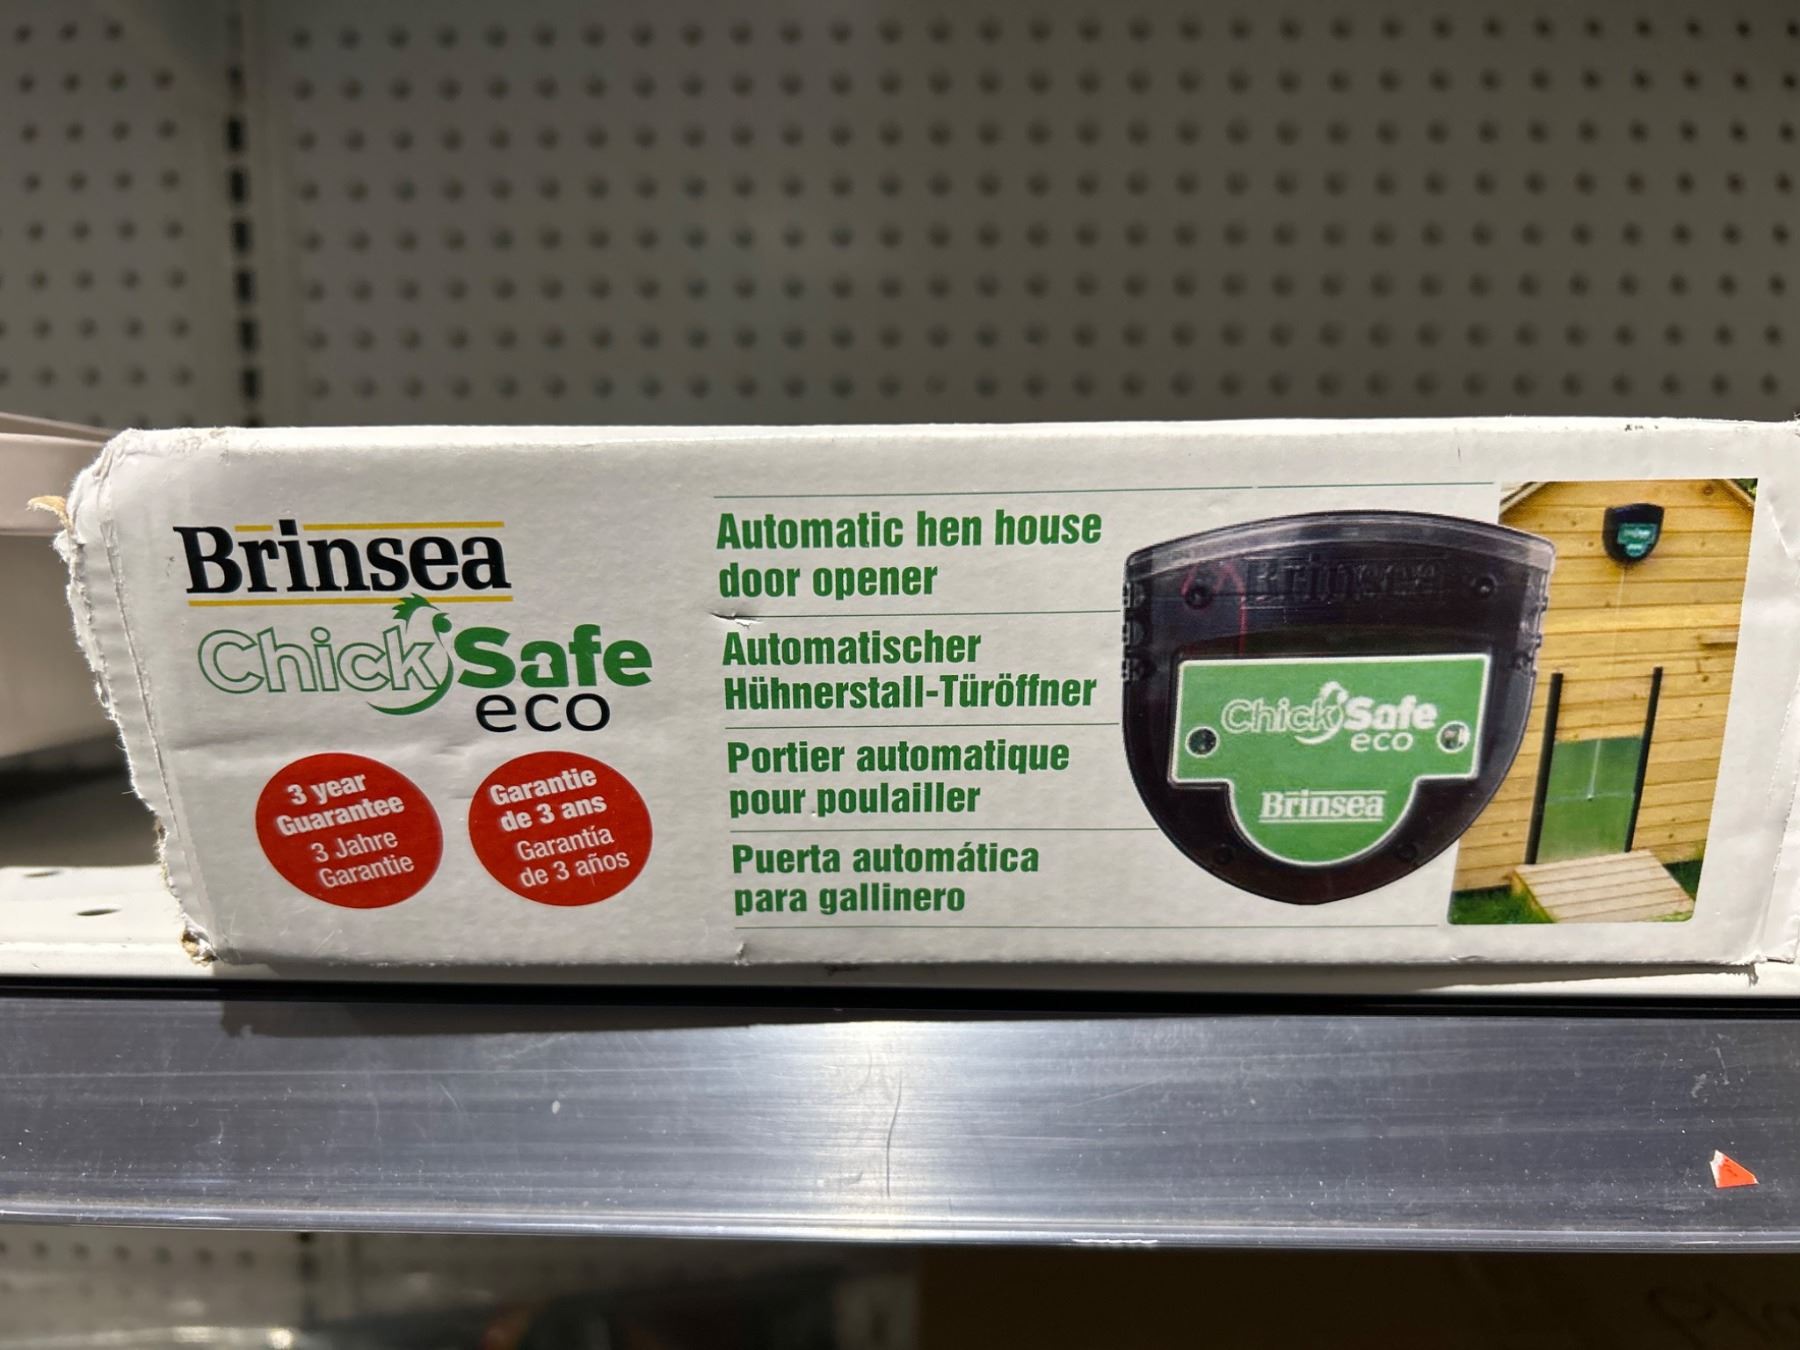 Brinsea
ChickSafe
eco
3 year
Guarantee
3 Jahre
Garantie
Garantie
de 3 ans
Garantía
de 3 años
Automatic hen house
door opener
Automatischer
Hühnerstall-Türöffner
Portier automatique
pour poulailler
Puerta automática
para gallinero
Brinsea
ChickSafe
eco
Brinsea